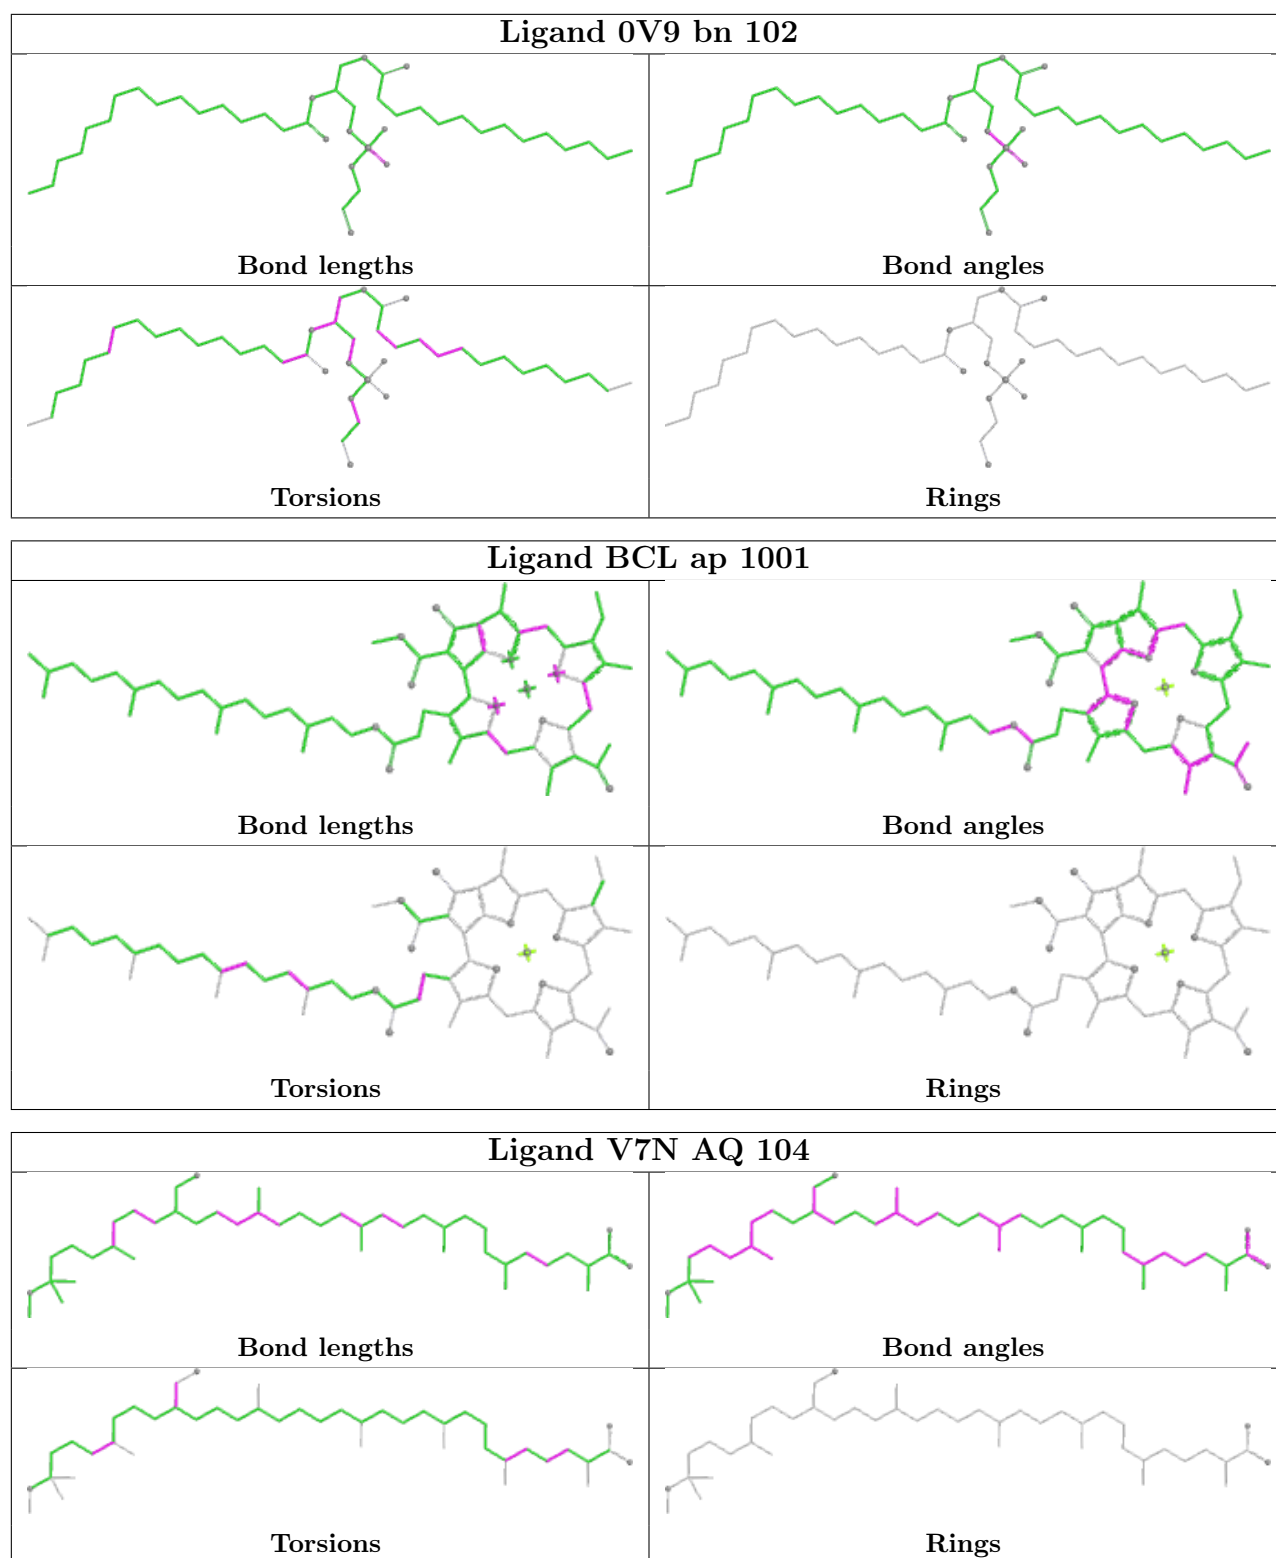 Ligand 0V9 bn 102
Bond lengths Bond angles
Torsions Rings
Ligand BCL ap 1001
Bond lengths Bond angles
Torsions Rings
Ligand V7N AQ 104
Bond lengths Bond angles
Torsions Rings